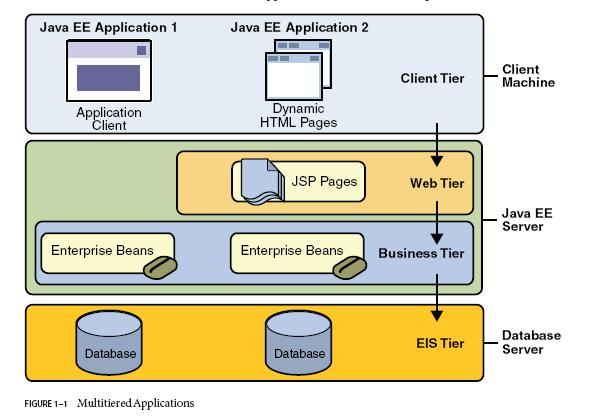 Java EE Application 1
Java EE Application 2
Application
Client
Dynamic
HTML Pages
Client Tier
Client
Machine
JSP Pages
Web Tier
Java EE
Server
Enterprise Beans
Enterprise Beans
Business Tier
Database
Database
EIS Tier
Database
Server
FIGURE 1–1 Multitiered Applications